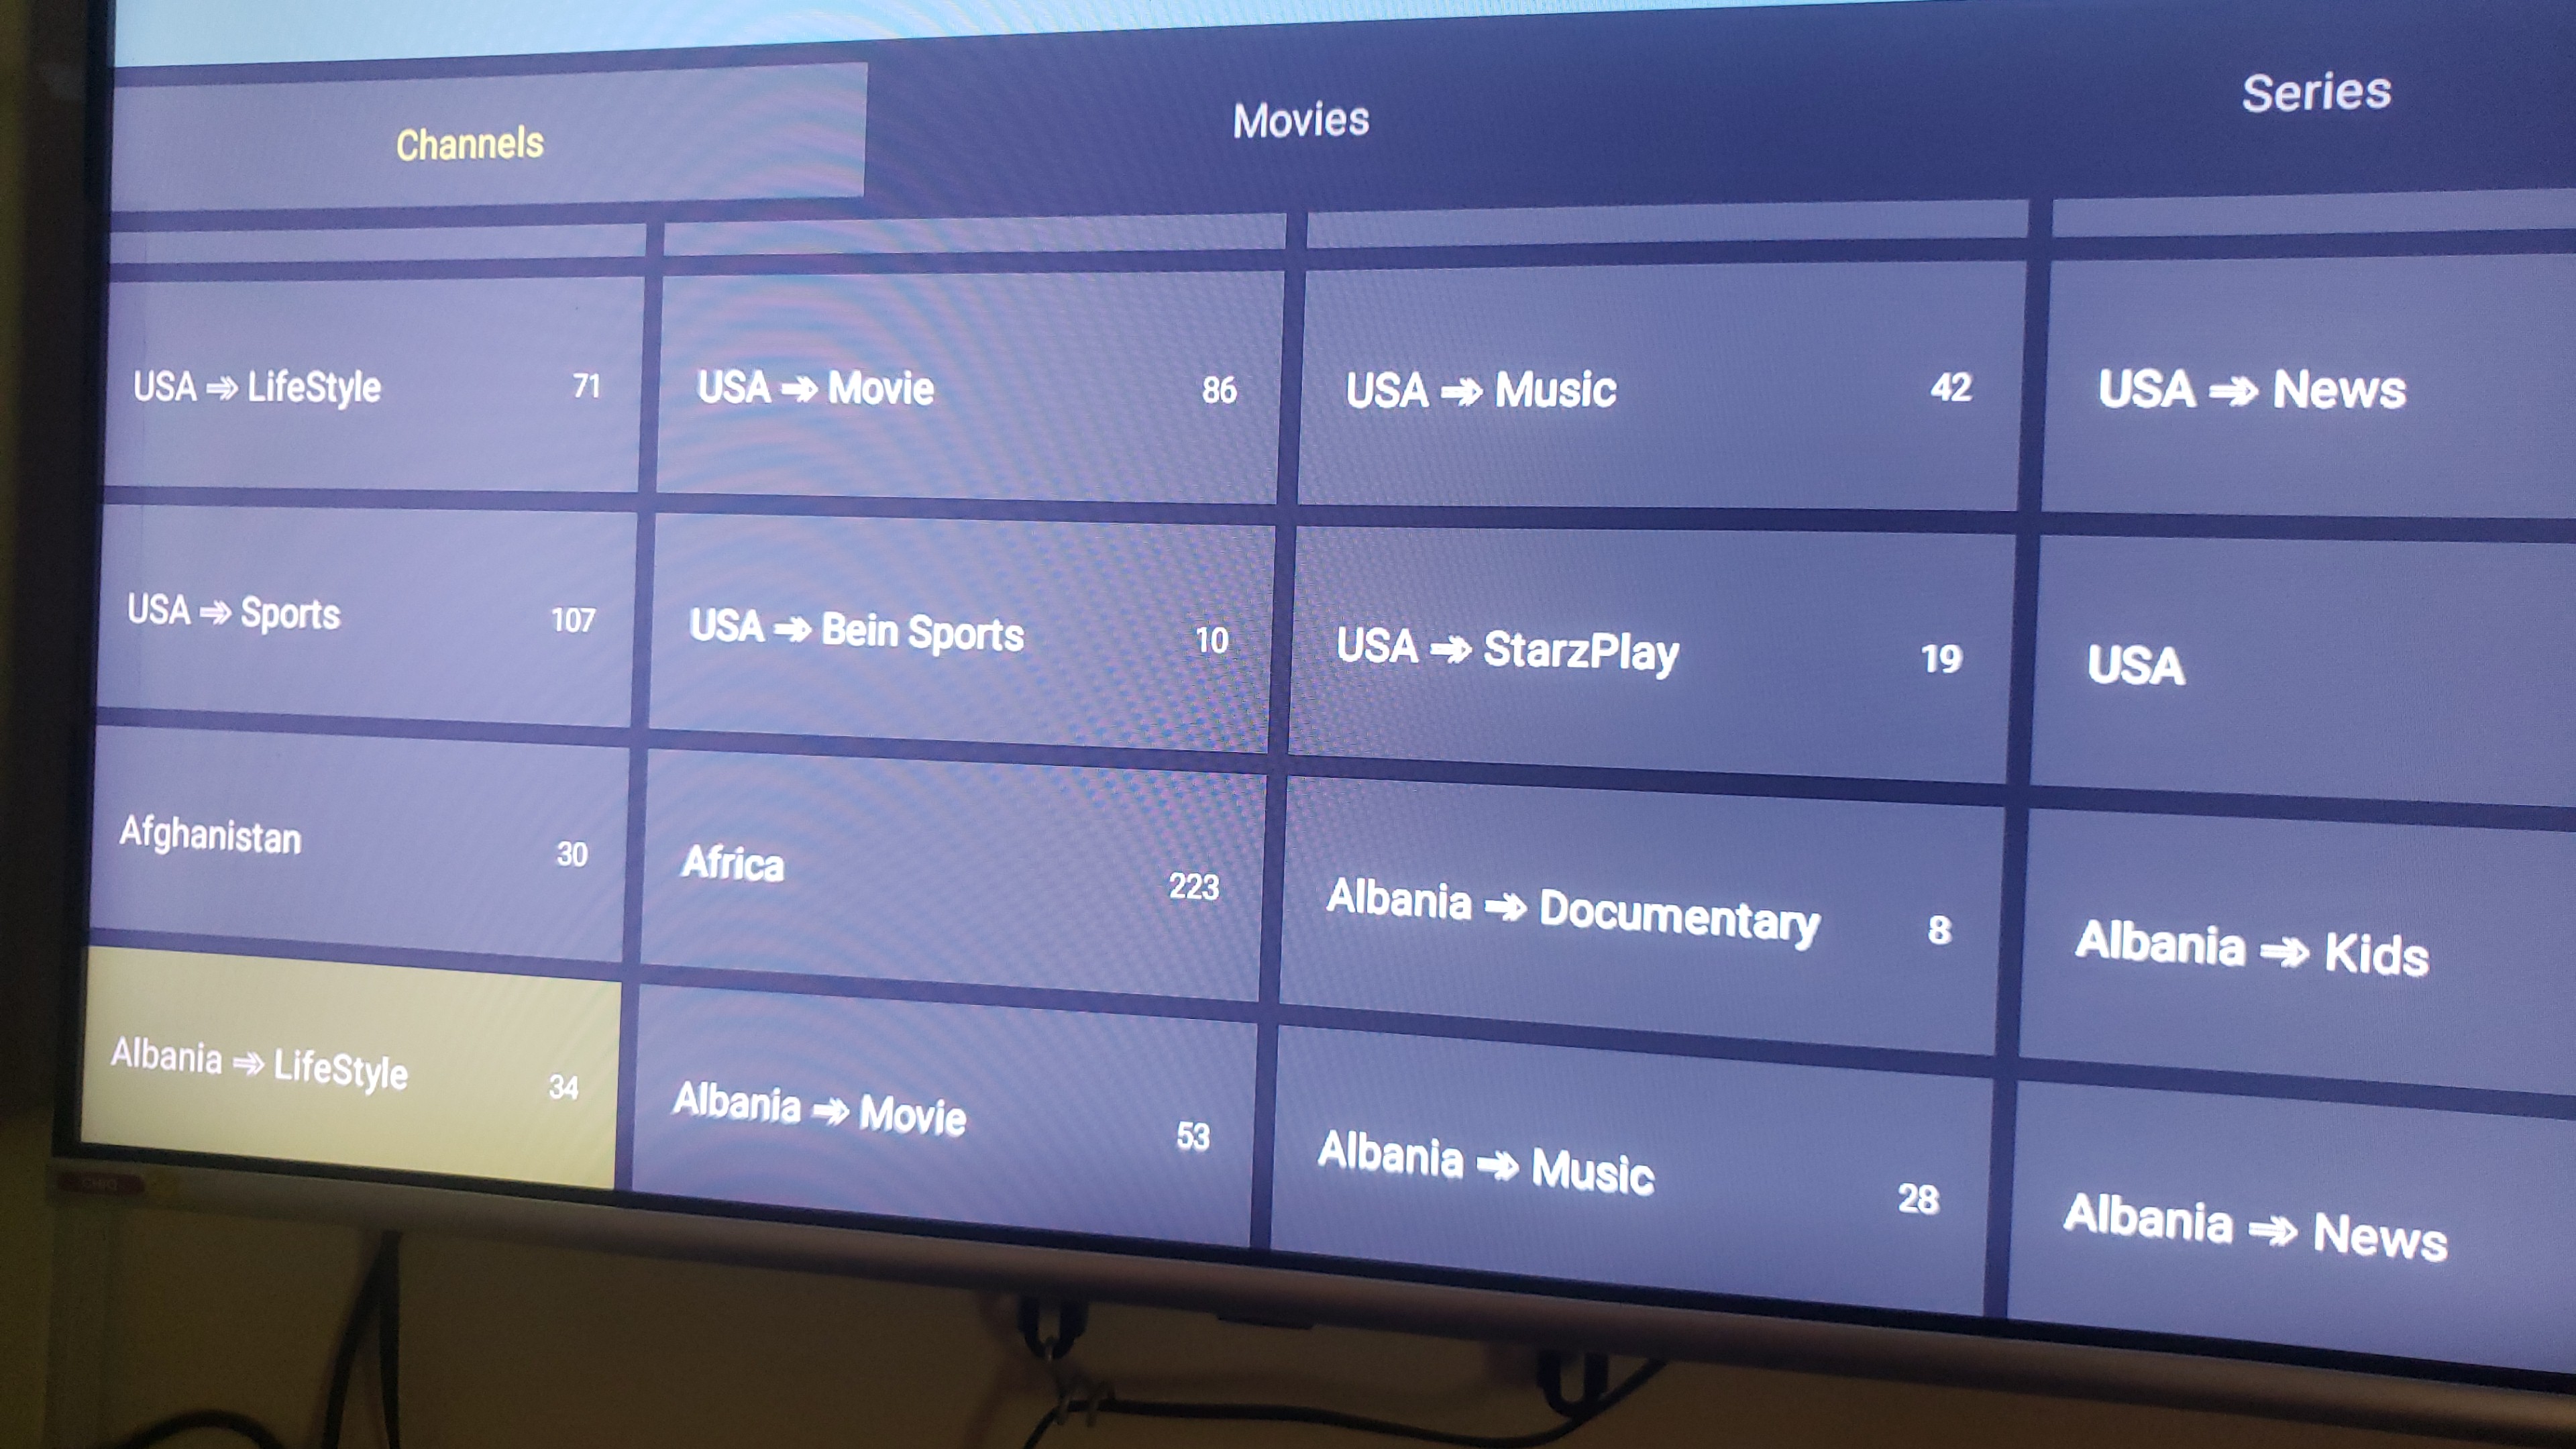 Channels
Movies
Series
USA ➾ LifeStyle 71
USA ➾ Movie 86
USA ➾ Music 42
USA ➾ News
USA ➾ Sports 107
USA ➾ Bein Sports 10
USA ➾ StarzPlay 19
USA
Afghanistan 30
Africa 223
Albania ➾ Documentary 8
Albania ➾ Kids
Albania ➾ LifeStyle 34
Albania ➾ Movie 53
Albania ➾ Music 28
Albania ➾ News
CHiQ